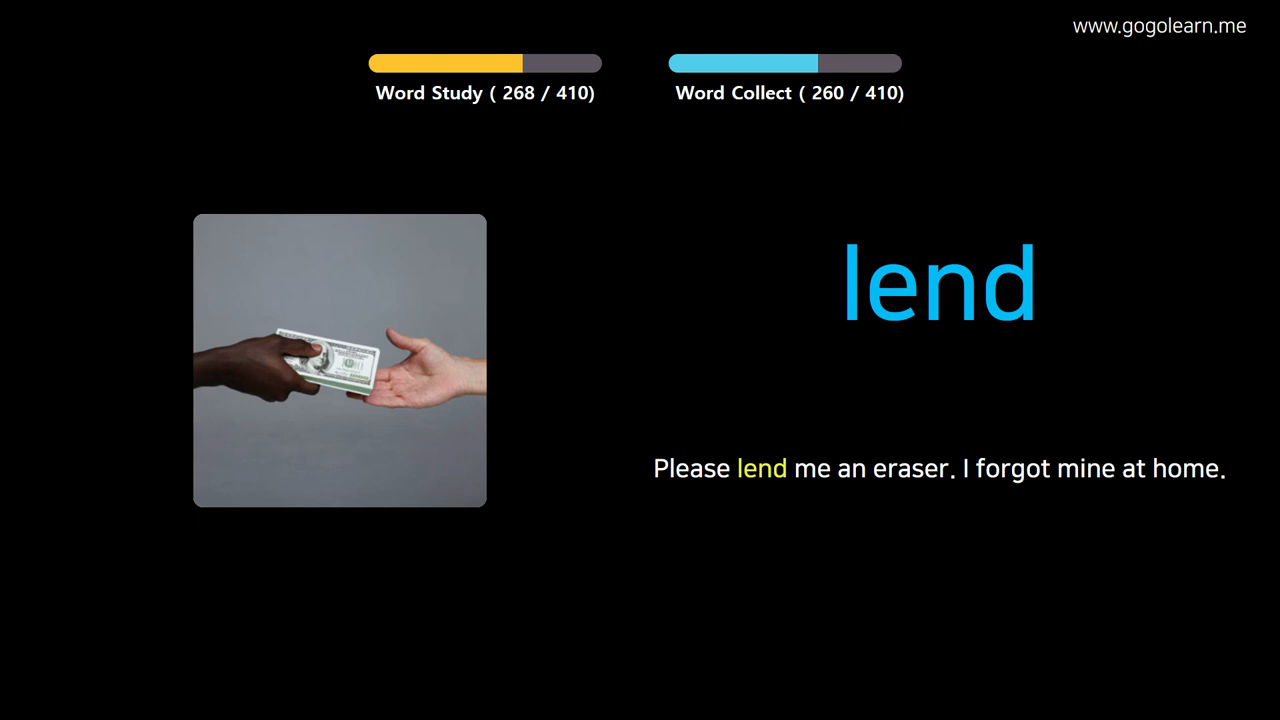 www.gogolearn.me
Word Study ( 268 / 410)
Word Collect ( 260 / 410)
lend
Please lend me an eraser. I forgot mine at home.